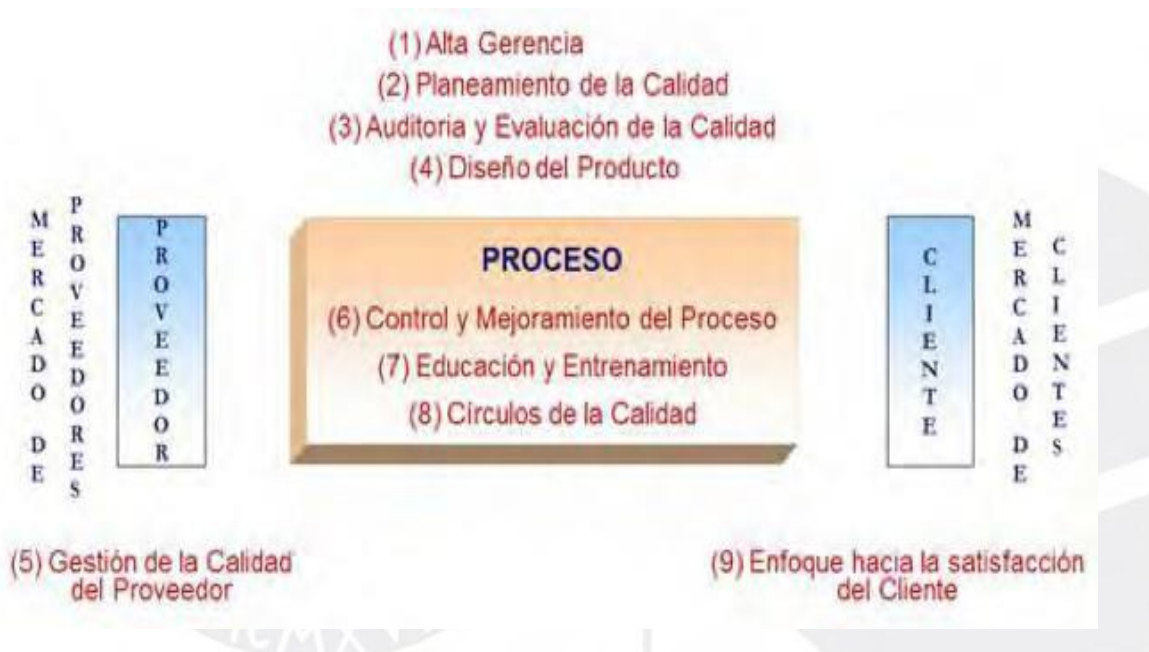 (1) Alta Gerencia
(2) Planeamiento de la Calidad
(3) Auditoria y Evaluación de la Calidad
(4) Diseño del Producto
MERCADO DE
PROVEEDORES
PROVEEDOR
PROCESO
(6) Control y Mejoramiento del Proceso
(7) Educación y Entrenamiento
(8) Círculos de la Calidad
CLIENTE
MERCADO DE
CLIENTES
(5) Gestión de la Calidad
del Proveedor
(9) Enfoque hacia la satisfacción
del Cliente